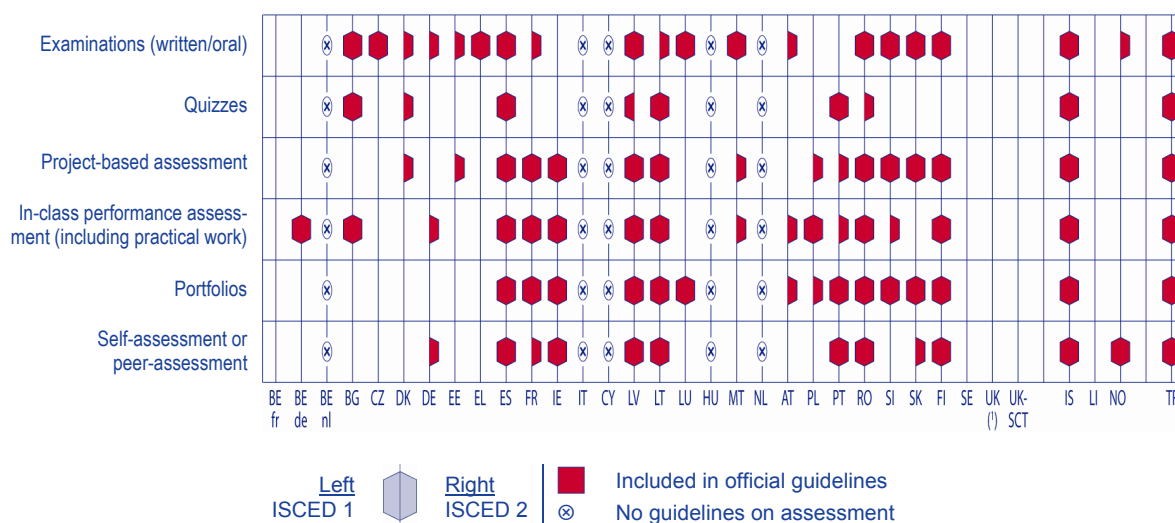 Examinations (written/oral)
Quizzes
Project-based assessment
In-class performance assess-
ment (including practical work)
Portfolios
Self-assessment or
peer-assessment
BE BE BE BG CZ DK DE EE EL ES FR IE IT CY LV LT LU HU MT NL AT PL PT RO SI SK FI SE UK UK- IS LI NO TR
fr de nl (¹) SCT
Left Right Included in official guidelines
ISCED 1 ISCED 2 No guidelines on assessment